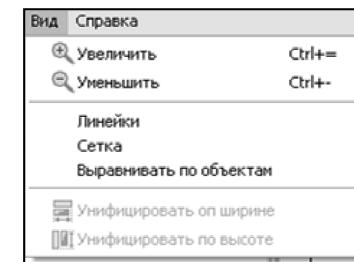 Вид Справка
Увеличить Ctrl+=
Уменьшить Ctrl+-
Линейки
Сетка
Выравнивать по объектам
Унифицировать оп ширине
Унифицировать по высоте